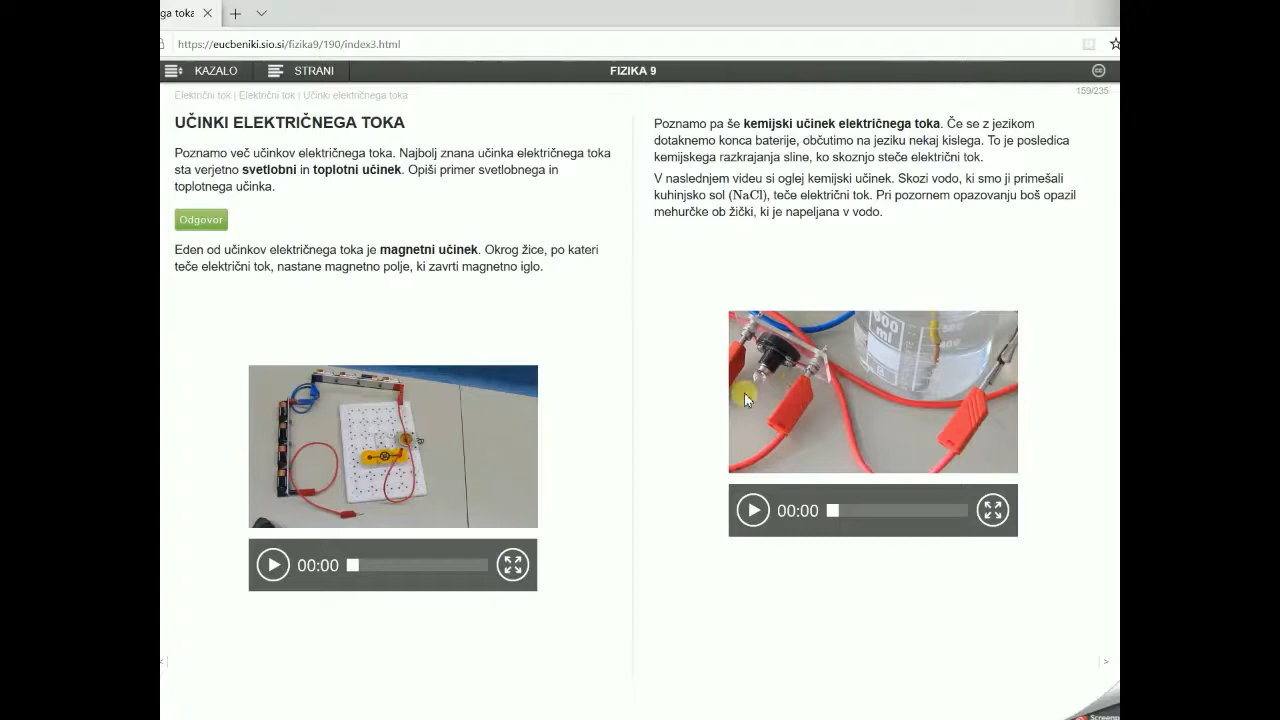 ga toka
https://eucbeniki.sio.si/fizika9/190/index3.html
KAZALO
STRANI
FIZIKA 9
Električni tok | Električni tok | Učinki električnega toka
159/235
UČINKI ELEKTRIČNEGA TOKA
Poznamo več učinkov električnega toka. Najbolj znana učinka električnega toka
sta verjetno svetlobni in toplotni učinek. Opiši primer svetlobnega in
toplotnega učinka.
Odgovor
Eden od učinkov električnega toka je magnetni učinek. Okrog žice, po kateri
teče električni tok, nastane magnetno polje, ki zavrti magnetno iglo.
00:00
Poznamo pa še kemijski učinek električnega toka. Če se z jezikom
dotaknemo konca baterije, občutimo na jeziku nekaj kislega. To je posledica
kemijskega razkrajanja sline, ko skoznjo steče električni tok.
V naslednjem videu si oglej kemijski učinek. Skozi vodo, ki smo ji primešali
kuhinjsko sol (NaCl), teče električni tok. Pri pozornem opazovanju boš opazil
mehurčke ob žički, ki je napeljana v vodo.
600
ml
00:00